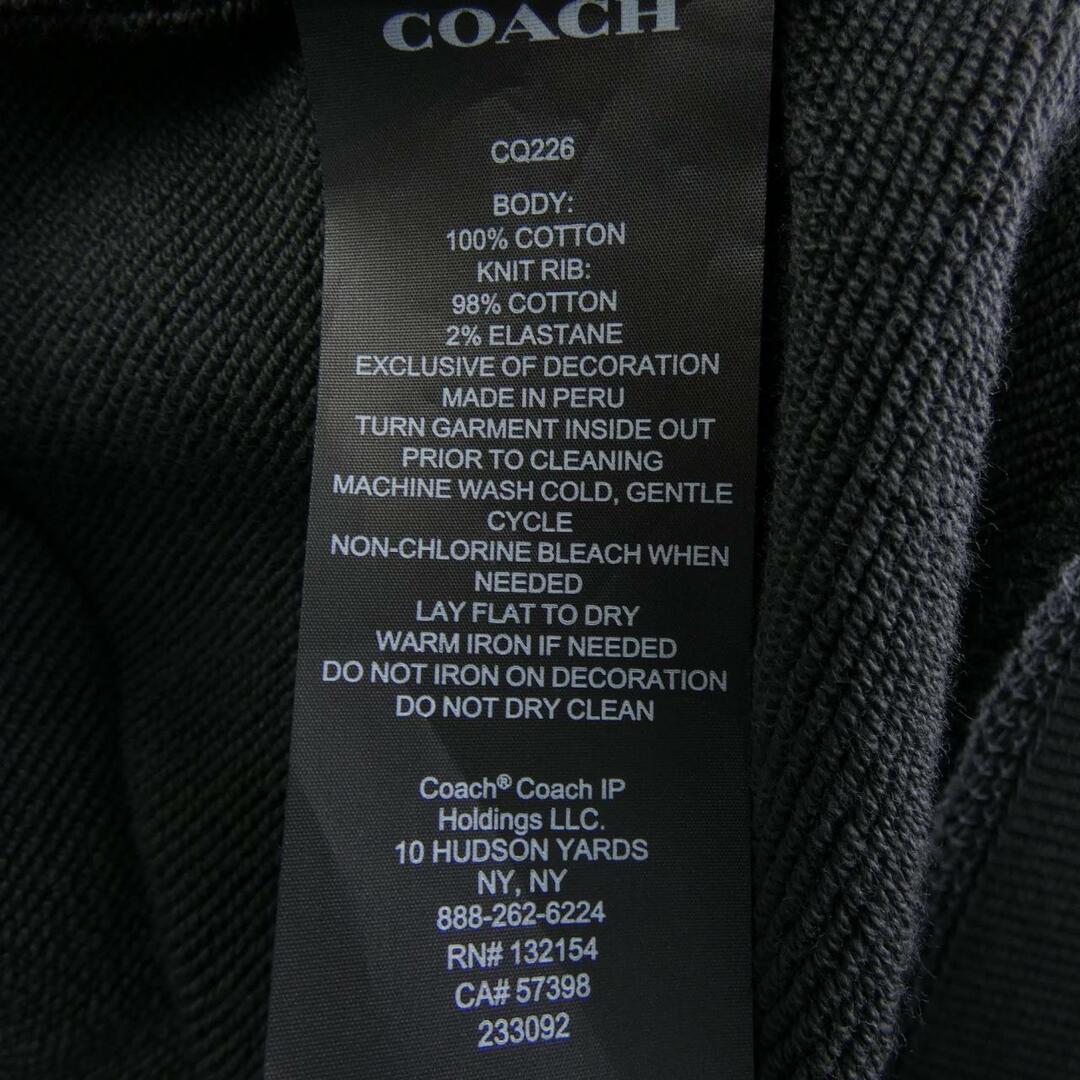 COACH
CQ226
BODY:
100% COTTON
KNIT RIB:
98% COTTON
2% ELASTANE
EXCLUSIVE OF DECORATION
MADE IN PERU
TURN GARMENT INSIDE OUT
PRIOR TO CLEANING
MACHINE WASH COLD, GENTLE
CYCLE
NON-CHLORINE BLEACH WHEN
NEEDED
LAY FLAT TO DRY
WARM IRON IF NEEDED
DO NOT IRON ON DECORATION
DO NOT DRY CLEAN
Coach® Coach IP
Holdings LLC.
10 HUDSON YARDS
NY, NY
888-262-6224
RN# 132154
CA# 57398
233092